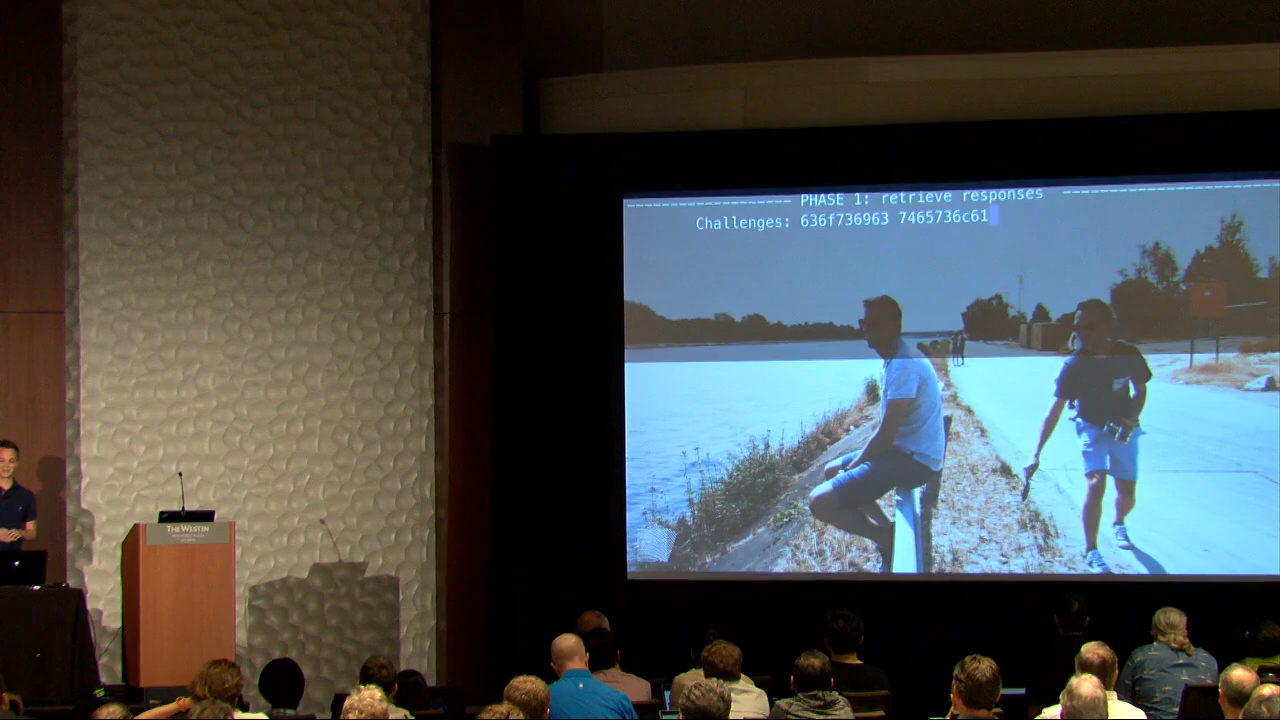 ---------------------- PHASE 1: retrieve responses ----------------------
Challenges: 636f736963 7465736c61
THE WESTIN